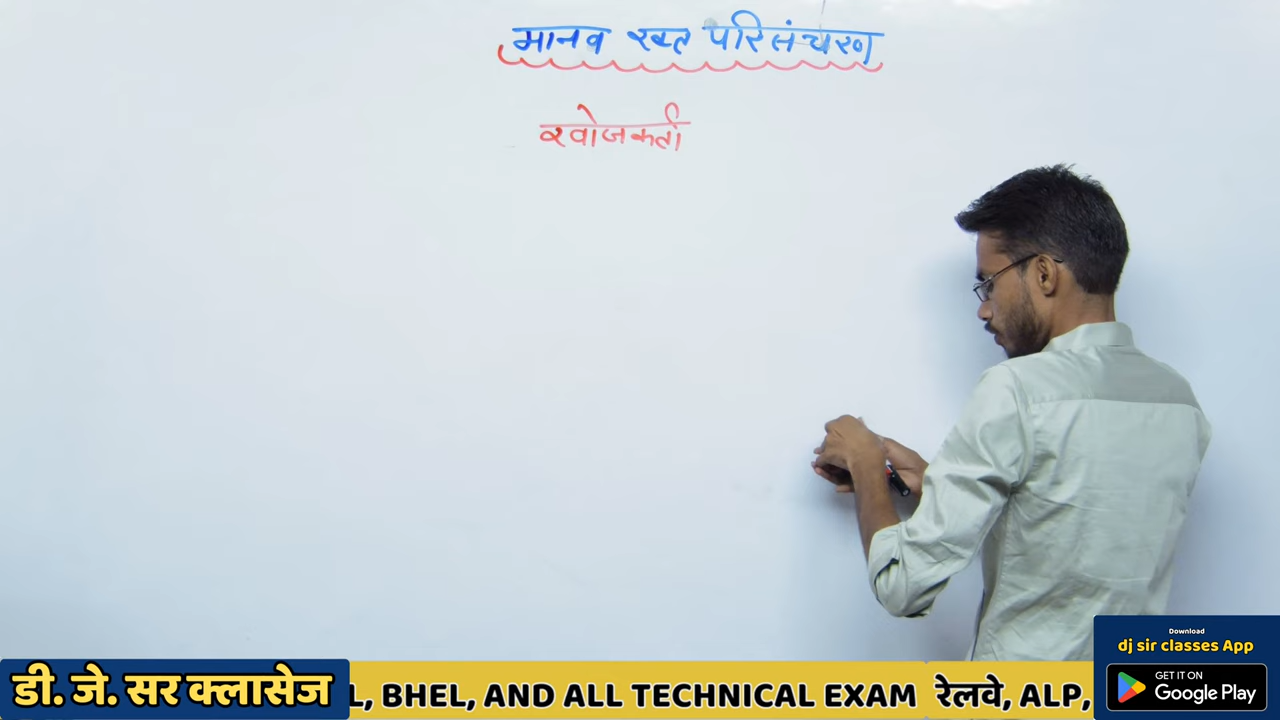 मानव रक्त परिसंचरण
खोजकर्ता
Download
dj sir classes App
GET IT ON
Google Play
डी. जे. सर क्लासेज
L, BHEL, AND ALL TECHNICAL EXAM रेलवे, ALP,